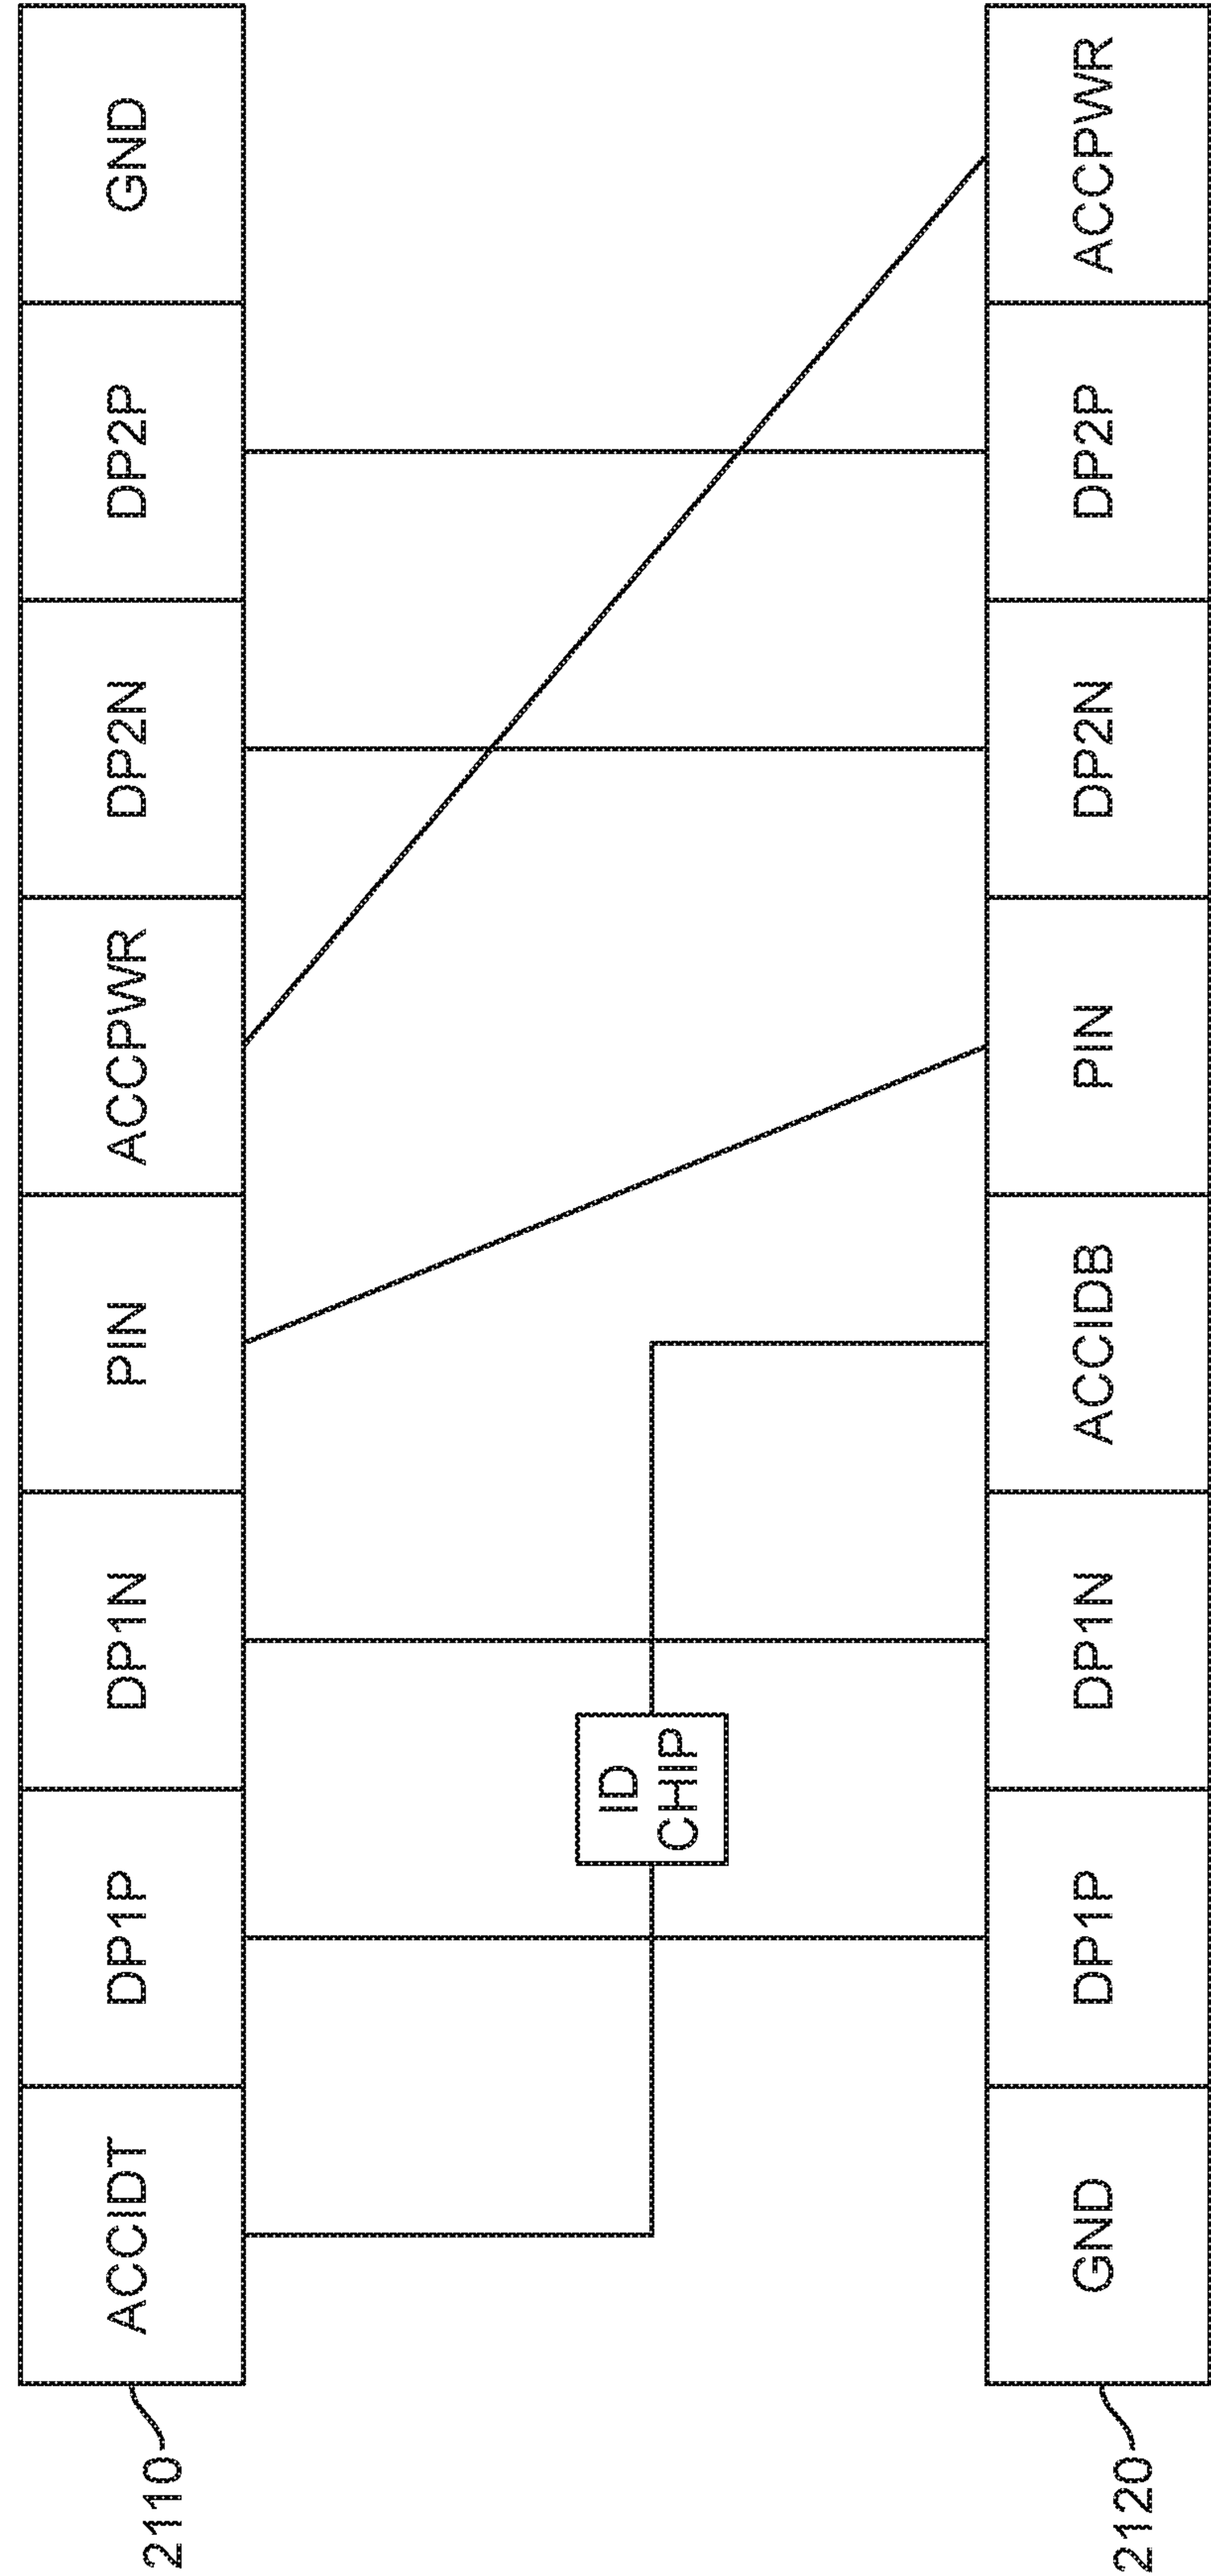 2110
ACCIDT
DP1P
DP1N
PIN
ACCPWR
DP2N
DP2P
GND
ID
CHIP
2120
GND
DP1P
DP1N
ACCIDB
PIN
DP2N
DP2P
ACCPWR